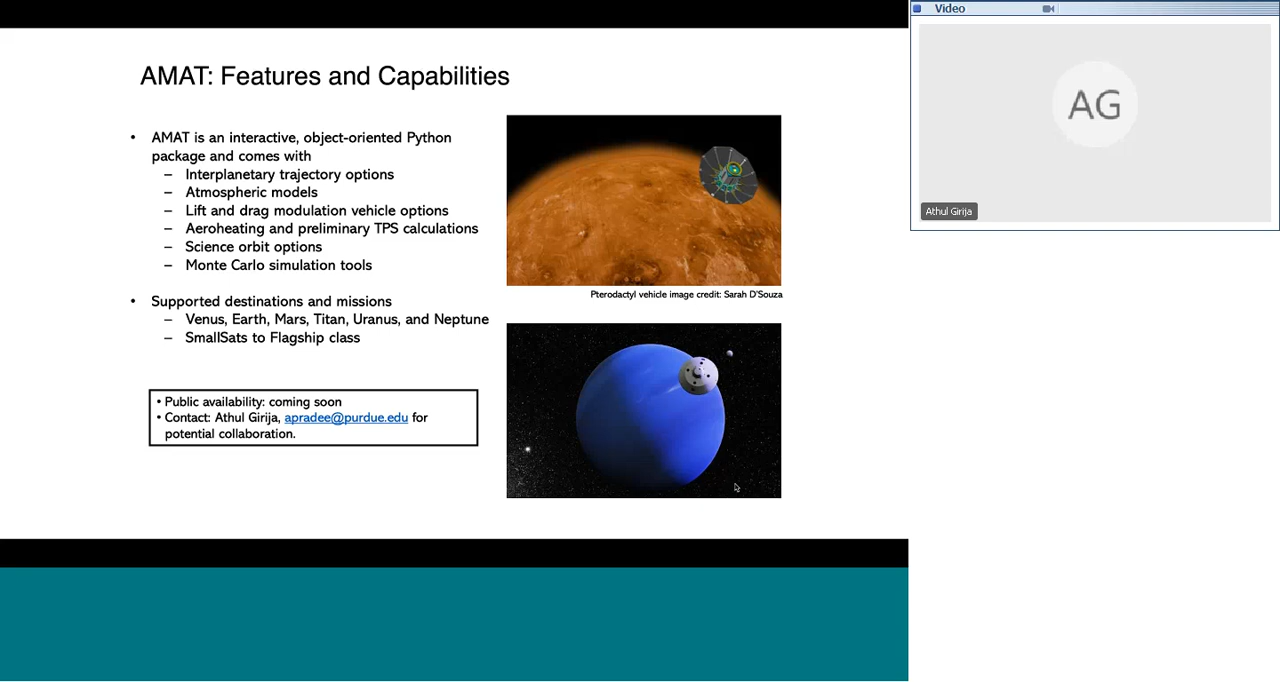 AMAT: Features and Capabilities
• AMAT is an interactive, object-oriented Python
package and comes with
– Interplanetary trajectory options
– Atmospheric models
– Lift and drag modulation vehicle options
– Aeroheating and preliminary TPS calculations
– Science orbit options
– Monte Carlo simulation tools
• Supported destinations and missions
– Venus, Earth, Mars, Titan, Uranus, and Neptune
– SmallSats to Flagship class
• Public availability: coming soon
• Contact: Athul Girija, apradee@purdue.edu for
potential collaboration.
Pterodactyl vehicle image credit: Sarah D'Souza
Video
AG
Athul Girija